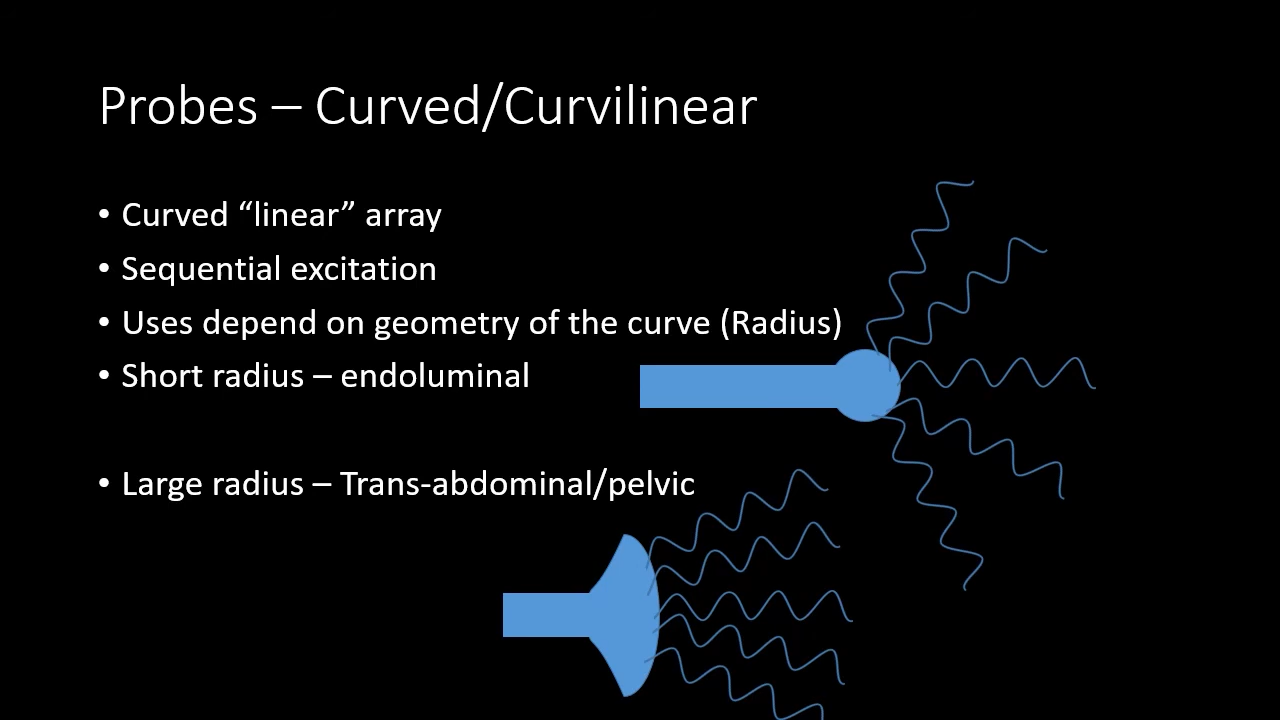 Probes – Curved/Curvilinear
• Curved “linear” array
• Sequential excitation
• Uses depend on geometry of the curve (Radius)
• Short radius – endoluminal
• Large radius – Trans-abdominal/pelvic